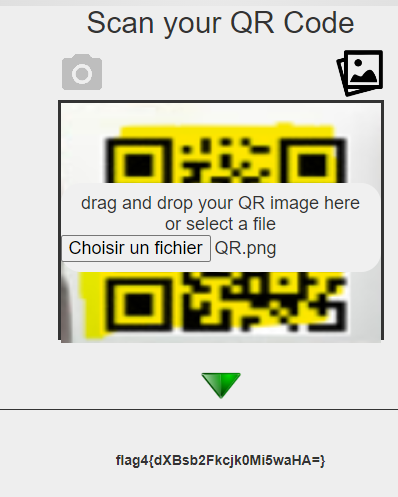 Scan your QR Code
drag and drop your QR image here
or select a file
Choisir un fichier QR.png
flag4{dXBsb2Fkcjk0Mi5waHA=}